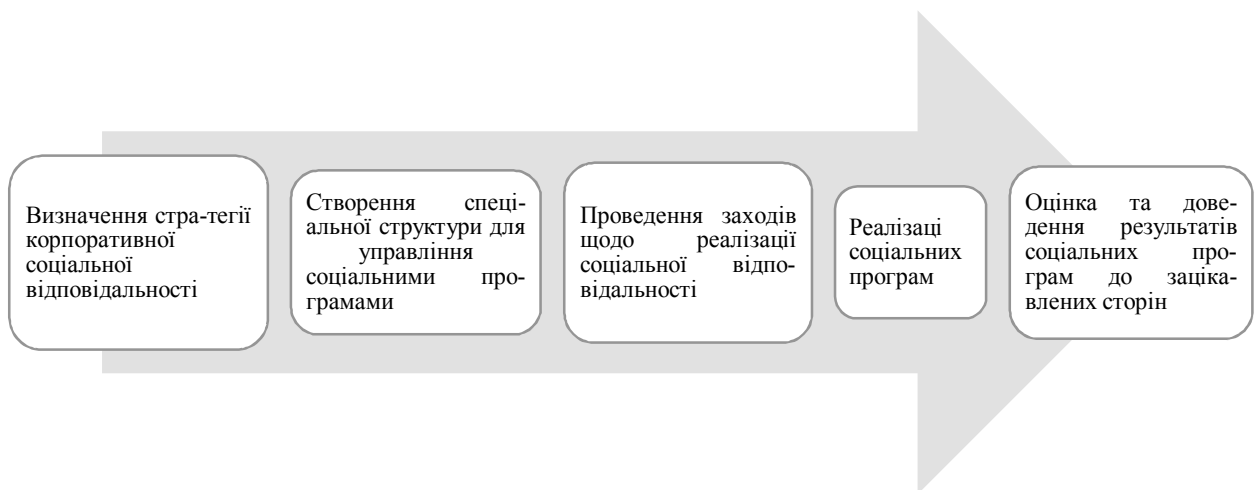 Визначення стра-тегії
корпоративної
соціальної
відповідальності
Створення спеці-
альної структури для
управління
соціальними про-
грамами
Проведення заходів
щодо реалізації
соціальної відпо-
відальності
Реалізаці
соціальних
програм
Оцінка та дове-
дення результатів
соціальних про-
грам до заціка-
влених сторін